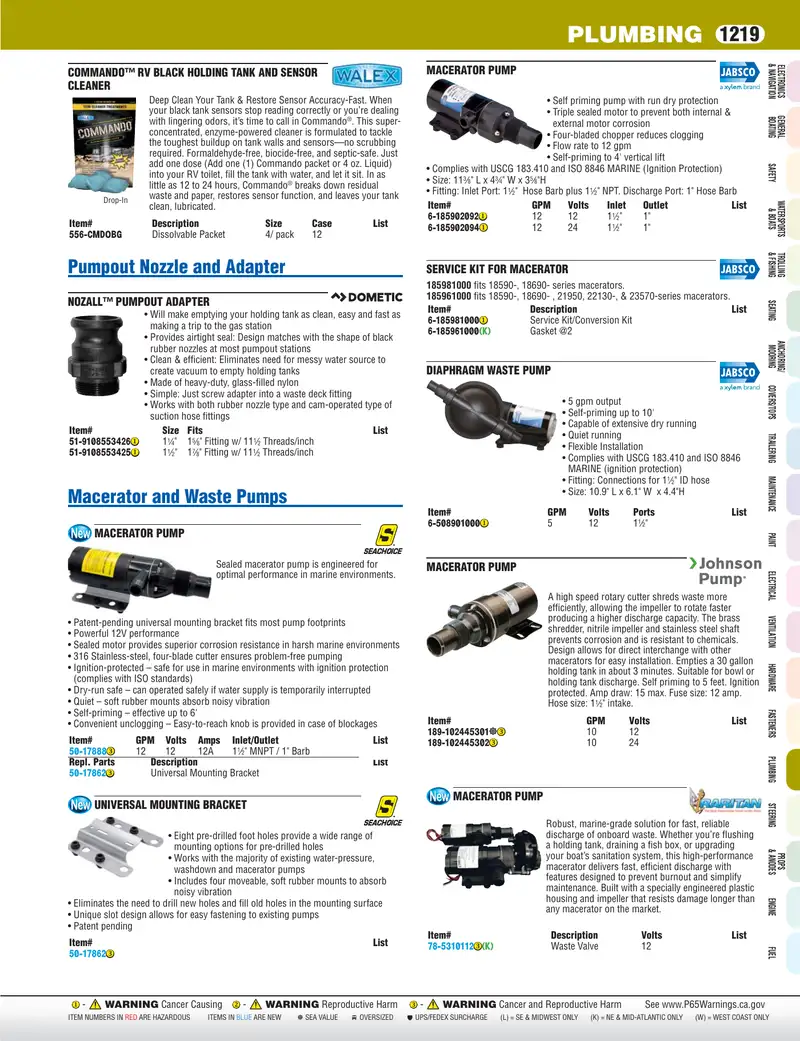 PLUMBING 1219
COMMANDO™ RV BLACK HOLDING TANK AND SENSOR
CLEANER
WALEX
COMMANDO
Drop-In
Deep Clean Your Tank & Restore Sensor Accuracy-Fast. When
your black tank sensors stop reading correctly or you're dealing
with lingering odors, it's time to call in Commando®. This super-
concentrated, enzyme-powered cleaner is formulated to tackle
the toughest buildup on tank walls and sensors—no scrubbing
required. Formaldehyde-free, biocide-free, and septic-safe. Just
add one dose (Add one (1) Commando packet or 4 oz. Liquid)
into your RV toilet, fill the tank with water, and let it sit. In as
little as 12 to 24 hours, Commando® breaks down residual
waste and paper, restores sensor function, and leaves your tank
clean, lubricated.
Item# Description Size Case List
556-CMDOBG Dissolvable Packet 4/ pack 12
Pumpout Nozzle and Adapter
NOZALL™ PUMPOUT ADAPTER
DOMETIC
• Will make emptying your holding tank as clean, easy and fast as
making a trip to the gas station
• Provides airtight seal: Design matches with the shape of black
rubber nozzles at most pumpout stations
• Clean & efficient: Eliminates need for messy water source to
create vacuum to empty holding tanks
• Made of heavy-duty, glass-filled nylon
• Simple: Just screw adapter into a waste deck fitting
• Works with both rubber nozzle type and cam-operated type of
suction hose fittings
Item# Size Fits List
51-9108553426 1 1¼" 1⅝" Fitting w/ 11½ Threads/inch
51-9108553425 1 1½" 1⅞" Fitting w/ 11½ Threads/inch
Macerator and Waste Pumps
New MACERATOR PUMP
SEACHOICE
Sealed macerator pump is engineered for
optimal performance in marine environments.
• Patent-pending universal mounting bracket fits most pump footprints
• Powerful 12V performance
• Sealed motor provides superior corrosion resistance in harsh marine environments
• 316 Stainless-steel, four-blade cutter ensures problem-free pumping
• Ignition-protected – safe for use in marine environments with ignition protection
(complies with ISO standards)
• Dry-run safe – can operated safely if water supply is temporarily interrupted
• Quiet – soft rubber mounts absorb noisy vibration
• Self-priming – effective up to 6'
• Convenient unclogging – Easy-to-reach knob is provided in case of blockages
Item# GPM Volts Amps Inlet/Outlet List
50-17888 3 12 12 12A 1½" MNPT / 1" Barb
Repl. Parts Description List
50-17862 3 Universal Mounting Bracket
New UNIVERSAL MOUNTING BRACKET
SEACHOICE
• Eight pre-drilled foot holes provide a wide range of
mounting options for pre-drilled holes
• Works with the majority of existing water-pressure,
washdown and macerator pumps
• Includes four moveable, soft rubber mounts to absorb
noisy vibration
• Eliminates the need to drill new holes and fill old holes in the mounting surface
• Unique slot design allows for easy fastening to existing pumps
• Patent pending
Item# List
50-17862 3
MACERATOR PUMP
JABSCO
a xylem brand
• Self priming pump with run dry protection
• Triple sealed motor to prevent both internal &
external motor corrosion
• Four-bladed chopper reduces clogging
• Flow rate to 12 gpm
• Self-priming to 4' vertical lift
• Complies with USCG 183.410 and ISO 8846 MARINE (Ignition Protection)
• Size: 11⅜" L x 4¾" W x 3⅝"H
• Fitting: Inlet Port: 1½" Hose Barb plus 1½" NPT. Discharge Port: 1" Hose Barb
Item# GPM Volts Inlet Outlet List
6-185902092 1 12 12 1½" 1"
6-185902094 1 12 24 1½" 1"
SERVICE KIT FOR MACERATOR
JABSCO
185981000 fits 18590-, 18690- series macerators.
185961000 fits 18590-, 18690- , 21950, 22130-, & 23570-series macerators.
Item# Description List
6-185981000 1 Service Kit/Conversion Kit
6-185961000(K) Gasket @2
DIAPHRAGM WASTE PUMP
JABSCO
a xylem brand
• 5 gpm output
• Self-priming up to 10'
• Capable of extensive dry running
• Quiet running
• Flexible Installation
• Complies with USCG 183.410 and ISO 8846
MARINE (ignition protection)
• Fitting: Connections for 1½" ID hose
• Size: 10.9" L x 6.1" W x 4.4"H
Item# GPM Volts Ports List
6-508901000 1 5 12 1½"
MACERATOR PUMP
Johnson
Pump
A high speed rotary cutter shreds waste more
efficiently, allowing the impeller to rotate faster
producing a higher discharge capacity. The brass
shredder, nitrile impeller and stainless steel shaft
prevents corrosion and is resistant to chemicals.
Design allows for direct interchange with other
macerators for easy installation. Empties a 30 gallon
holding tank in about 3 minutes. Suitable for bowl or
holding tank discharge. Self priming to 5 feet. Ignition
protected. Amp draw: 15 max. Fuse size: 12 amp.
Hose size: 1½" intake.
Item# GPM Volts List
189-102445301 3 10 12
189-102445302 3 10 24
New MACERATOR PUMP
RARITAN
Robust, marine-grade solution for fast, reliable
discharge of onboard waste. Whether you're flushing
a holding tank, draining a fish box, or upgrading
your boat's sanitation system, this high-performance
macerator delivers fast, efficient discharge with
features designed to prevent burnout and simplify
maintenance. Built with a specially engineered plastic
housing and impeller that resists damage longer than
any macerator on the market.
Item# Description Volts List
78-5310112 3 (K) Waste Valve 12
ELECTRONICS
& NAVIGATION
GENERAL
BOATING
SAFETY
WATERSPORTS
& BOATS
TROLLING
& FISHING
SEATING
ANCHORING/
MOORING
COVERS/TOPS
TRAILERING
MAINTENANCE
PAINT
ELECTRICAL
VENTILATION
HARDWARE
FASTENERS
PLUMBING
STEERING
PROPS
& ANODES
ENGINE
FUEL
1 - WARNING Cancer Causing 2 - WARNING Reproductive Harm 3 - WARNING Cancer and Reproductive Harm See www.P65Warnings.ca.gov
ITEM NUMBERS IN RED ARE HAZARDOUS ITEMS IN BLUE ARE NEW SEA VALUE OVERSIZED UPS/FEDEX SURCHARGE (L) = SE & MIDWEST ONLY (K) = NE & MID-ATLANTIC ONLY (W) = WEST COAST ONLY